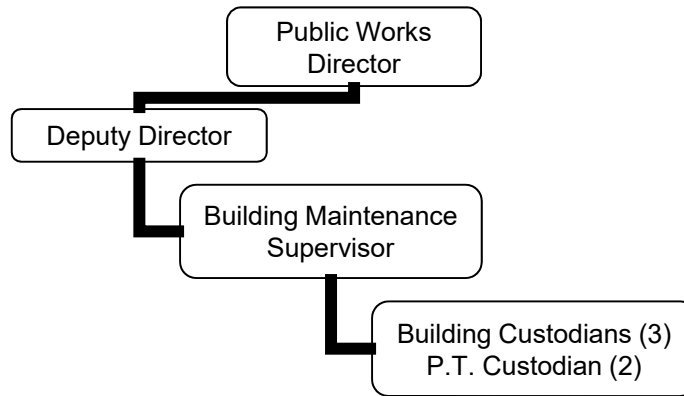 Public Works
Director
Deputy Director
Building Maintenance
Supervisor
Building Custodians (3)
P.T. Custodian (2)